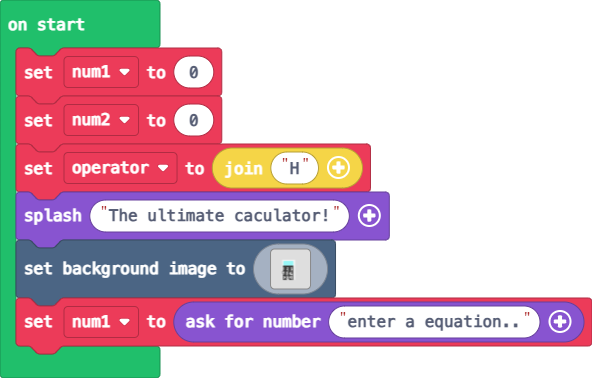 on start
set num1 to 0
set num2 to 0
set operator to join "H"
splash "The ultimate caculator!"
set background image to
set num1 to ask for number "enter a equation.."